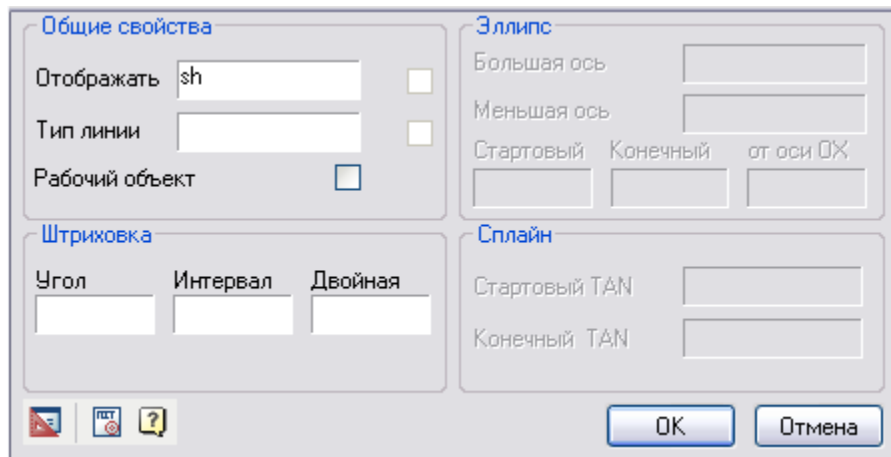 Общие свойства
Отображать sh
Тип линии
Рабочий объект
Эллипс
Большая ось
Меньшая ось
Стартовый Конечный от оси OX
Штриховка
Угол Интервал Двойная
Сплайн
Стартовый TAN
Конечный TAN
OK Отмена